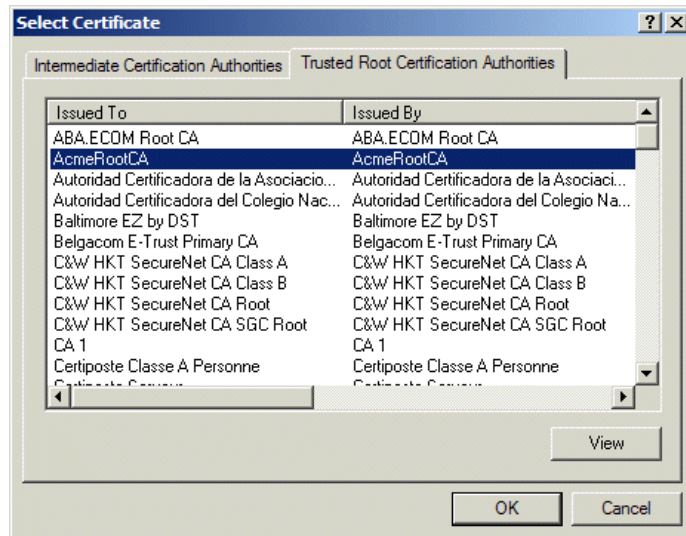 Select Certificate
Intermediate Certification Authorities Trusted Root Certification Authorities
Issued To Issued By
ABA.ECOM Root CA ABA.ECOM Root CA
AcmeRootCA AcmeRootCA
Autoridad Certificadora de la Asociacio... Autoridad Certificadora de la Asociaci...
Autoridad Certificadora del Colegio Nac... Autoridad Certificadora del Colegio Na...
Baltimore EZ by DST Baltimore EZ by DST
Belgacom E-Trust Primary CA Belgacom E-Trust Primary CA
C&W HKT SecureNet CA Class A C&W HKT SecureNet CA Class A
C&W HKT SecureNet CA Class B C&W HKT SecureNet CA Class B
C&W HKT SecureNet CA Root C&W HKT SecureNet CA Root
C&W HKT SecureNet CA SGC Root C&W HKT SecureNet CA SGC Root
CA 1 CA 1
Certiposte Classe A Personne Certiposte Classe A Personne
View
OK Cancel